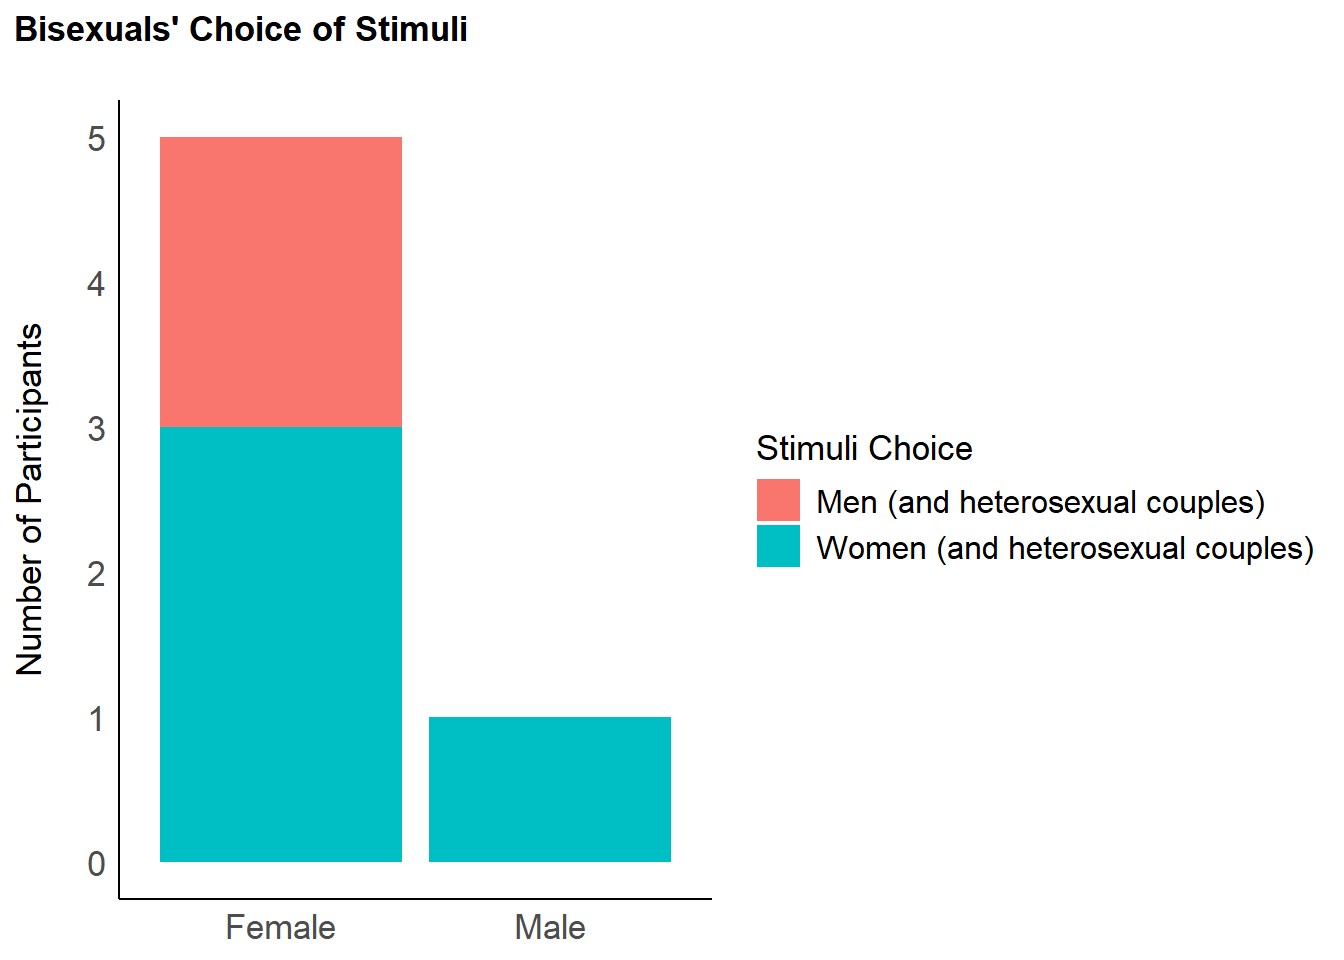 Bisexuals' Choice of Stimuli
Number of Participants
5
4
3
2
1
0
Female
Male
Stimuli Choice
Men (and heterosexual couples)
Women (and heterosexual couples)